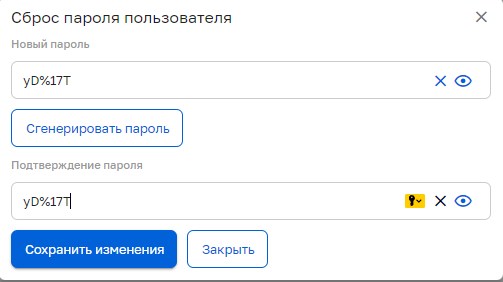 Сброс пароля пользователя
Новый пароль
yD%17T
Сгенерировать пароль
Подтверждение пароля
yD%17T
Сохранить изменения
Закрыть